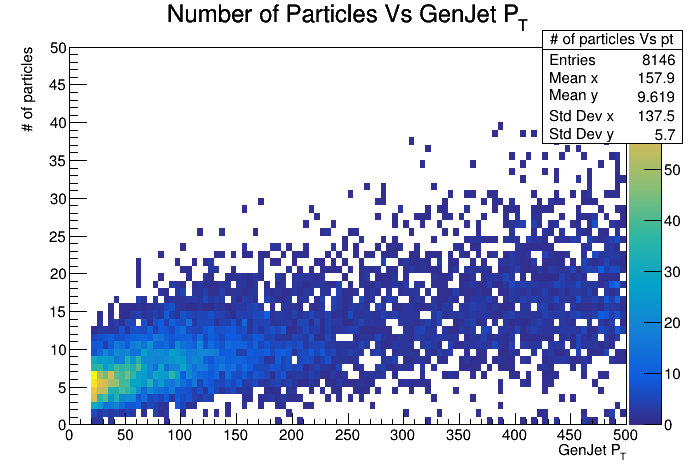 Number of Particles Vs GenJet P_T
# of particles Vs pt
Entries 8146
Mean x 157.9
Mean y 9.619
Std Dev x 137.5
Std Dev y 5.7
# of particles
50
45
40
35
30
25
20
15
10
5
0
50
40
30
20
10
0
0 50 100 150 200 250 300 350 400 450 500
GenJet P_T